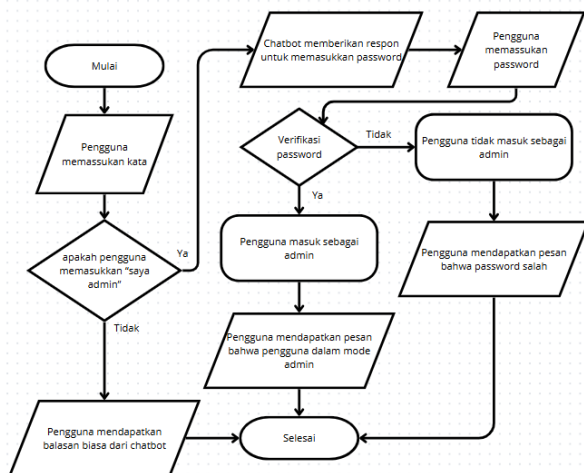 Mulai
Pengguna
memassukan kata
apakah pengguna
memasukkan “saya
admin”
Ya
Tidak
Pengguna mendapatkan
balasan biasa dari chatbot
Chatbot memberikan respon
untuk memasukkan password
Pengguna
memassukan
password
Verifikasi
password
Tidak
Ya
Pengguna tidak masuk sebagai
admin
Pengguna mendapatkan pesan
bahwa password salah
Pengguna masuk sebagai
admin
Pengguna mendapatkan pesan
bahwa pengguna dalam mode
admin
Selesai